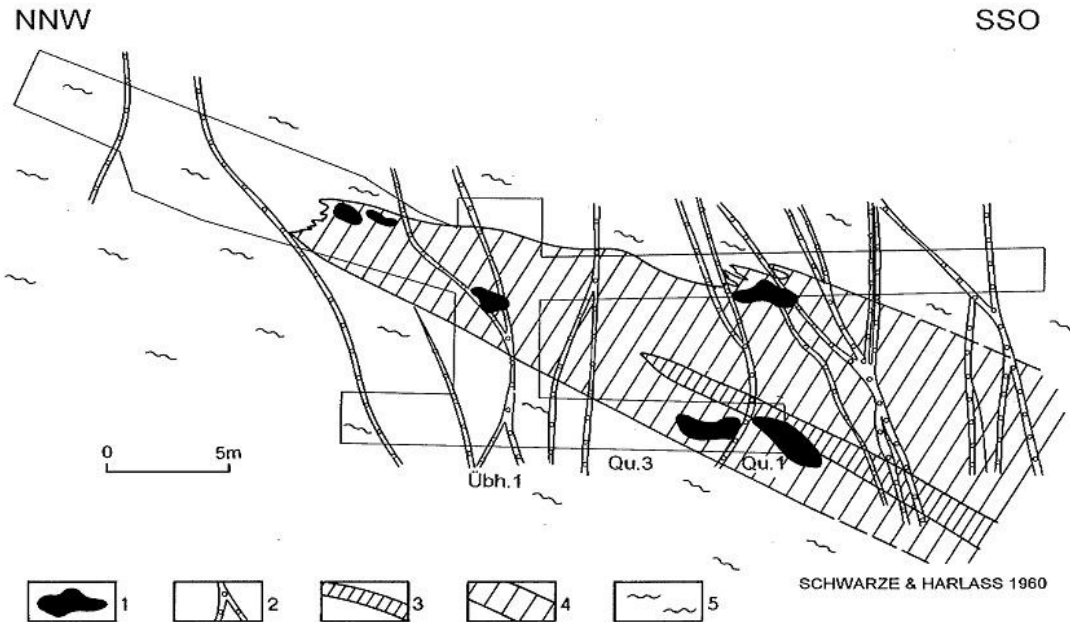 NNW
SSO
0 5m
Übh.1
Qu.3
Qu.1
SCHWARZE & HARLASS 1960
1
2
3
4
5